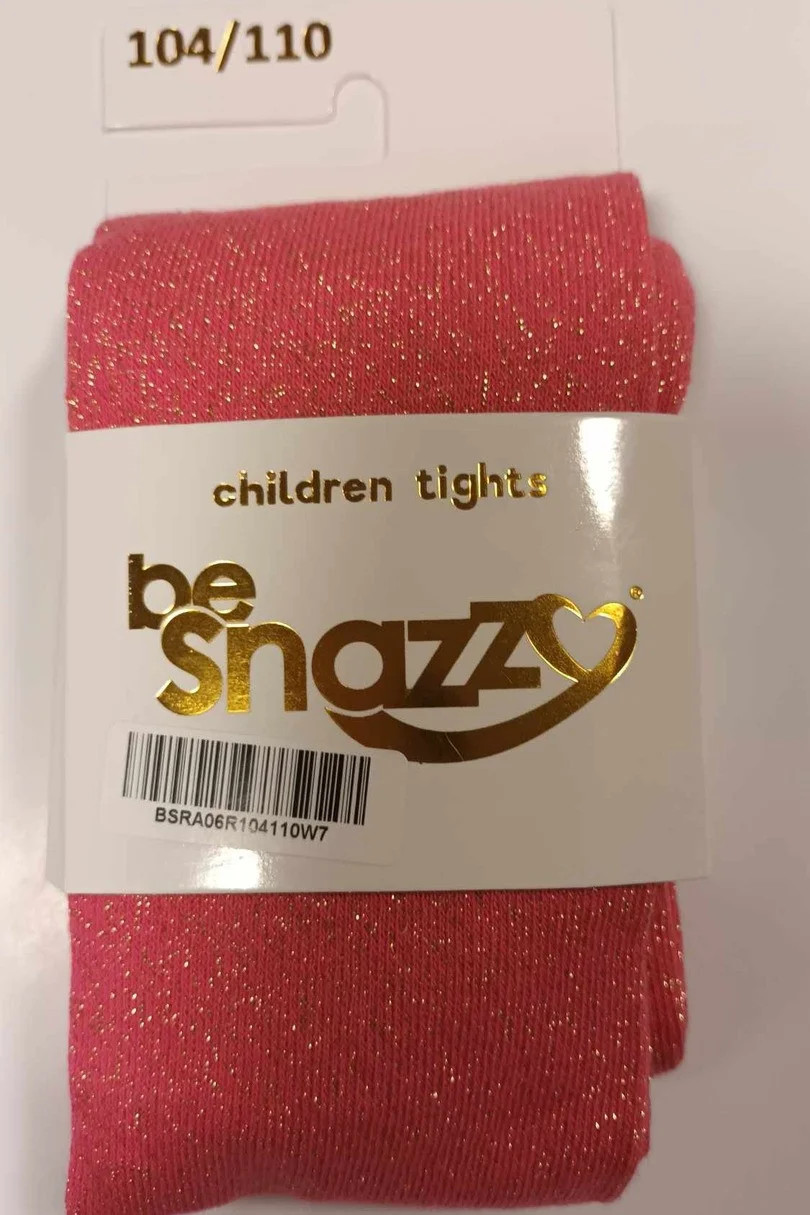 104/110
children tights
be
snazzy®
BSRA06R104110W7